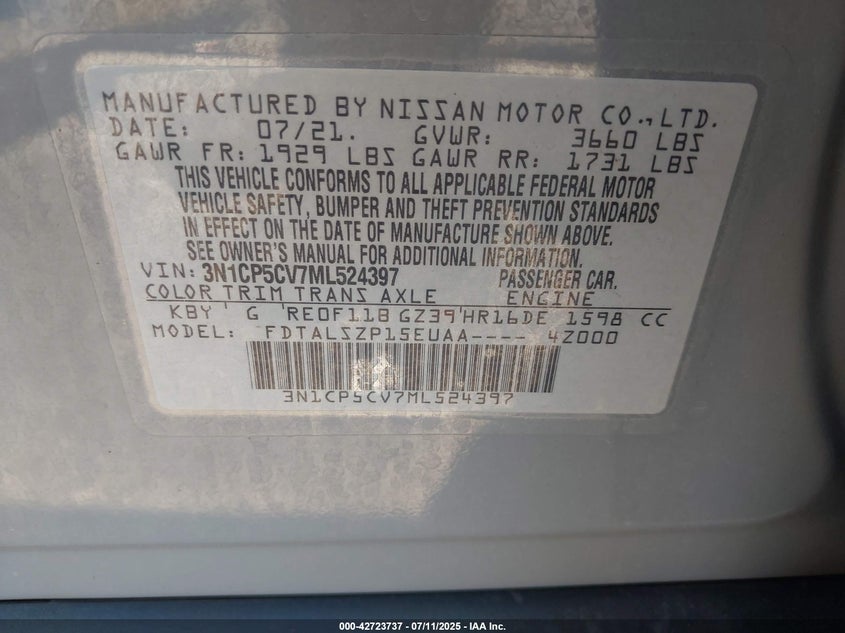 MANUFACTURED BY NISSAN MOTOR CO., LTD.
DATE: 07/21. GVWR: 3660 LBS
GAWR FR: 1929 LBS GAWR RR: 1731 LBS
THIS VEHICLE CONFORMS TO ALL APPLICABLE FEDERAL MOTOR
VEHICLE SAFETY, BUMPER AND THEFT PREVENTION STANDARDS
IN EFFECT ON THE DATE OF MANUFACTURE SHOWN ABOVE.
SEE OWNER'S MANUAL FOR ADDITIONAL INFORMATION.
VIN: 3N1CP5CV7ML524397 PASSENGER CAR.
COLOR TRIM TRANS AXLE ENGINE
KBY G RE0F11B GZ39 HR16DE 1598 CC
MODEL: FDTALSZP15EUAA---- 4Z000
3N1CP5CV7ML524397
000-42723737 - 07/11/2025 - IAA Inc.